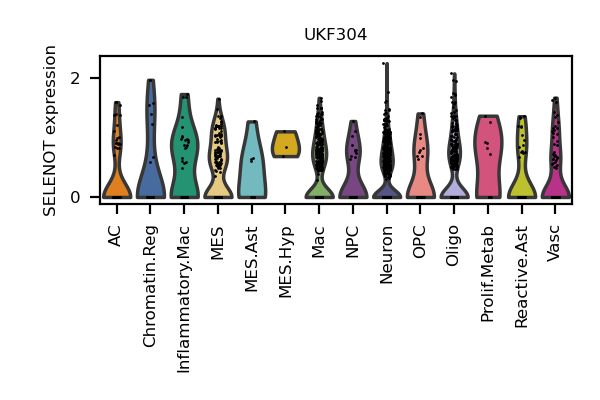 UKF304
SELENOT expression
2
0
AC
Chromatin.Reg
Inflammatory.Mac
MES
MES.Ast
MES.Hyp
Mac
NPC
Neuron
OPC
Oligo
Prolif.Metab
Reactive.Ast
Vasc